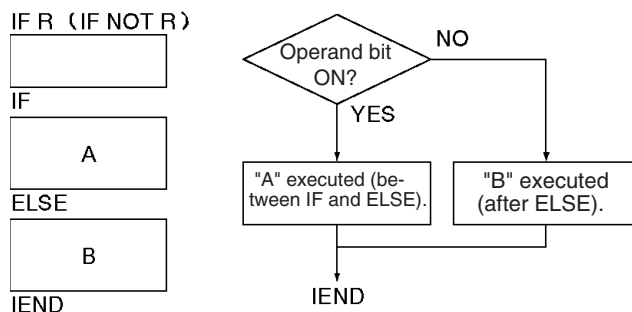 IF R (IF NOT R)
IF
A
ELSE
B
IEND
Operand bit
ON?
NO
YES
"A" executed (be-
tween IF and ELSE).
"B" executed
(after ELSE).
IEND